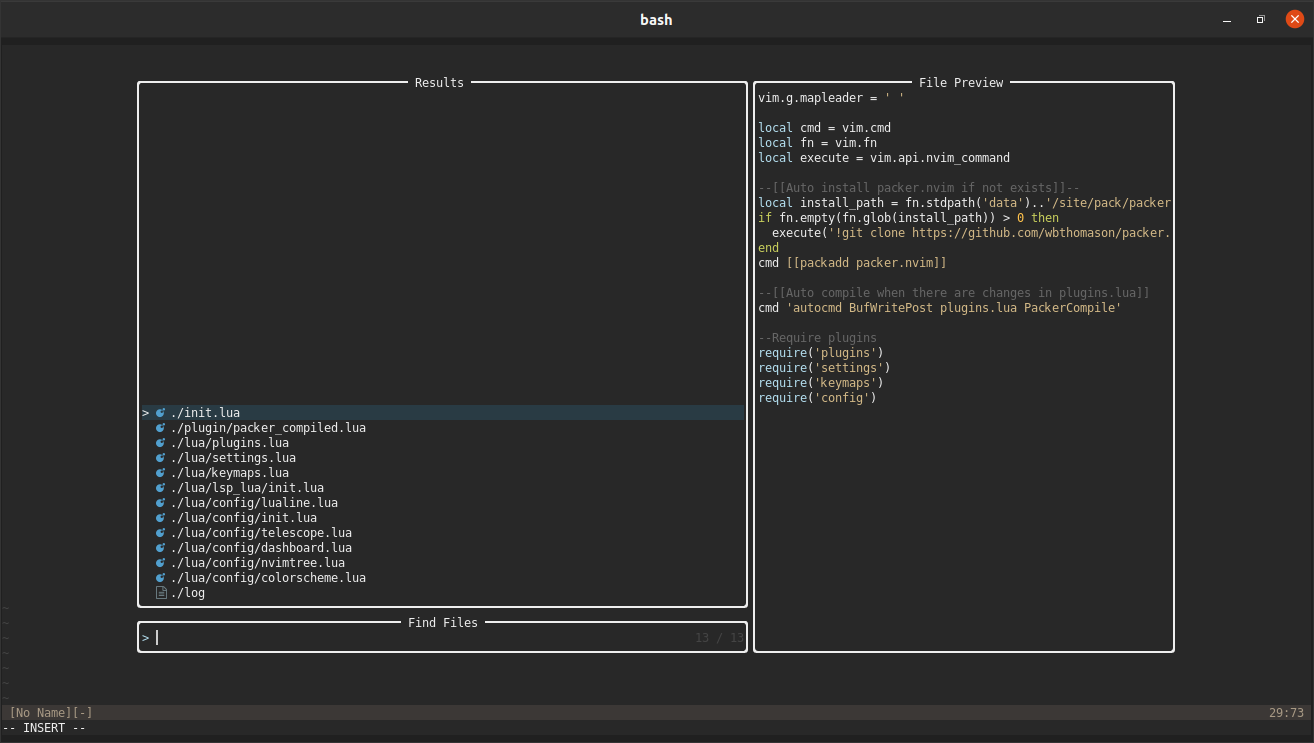 bash
Results
> ./init.lua
./plugin/packer_compiled.lua
./lua/plugins.lua
./lua/settings.lua
./lua/keymaps.lua
./lua/lsp_lua/init.lua
./lua/config/lualine.lua
./lua/config/init.lua
./lua/config/telescope.lua
./lua/config/dashboard.lua
./lua/config/nvimtree.lua
./lua/config/colorscheme.lua
./log
Find Files
> 13 / 13
File Preview
vim.g.mapleader = ' '
local cmd = vim.cmd
local fn = vim.fn
local execute = vim.api.nvim_command
--[[Auto install packer.nvim if not exists]]--
local install_path = fn.stdpath('data')..'/site/pack/packer
if fn.empty(fn.glob(install_path)) > 0 then
  execute('!git clone https://github.com/wbthomason/packer.
end
cmd [[packadd packer.nvim]]
--[[Auto compile when there are changes in plugins.lua]]
cmd 'autocmd BufWritePost plugins.lua PackerCompile'
--Require plugins
require('plugins')
require('settings')
require('keymaps')
require('config')
~
~
~
~
~
~
~
[No Name][-] 29:73
-- INSERT --